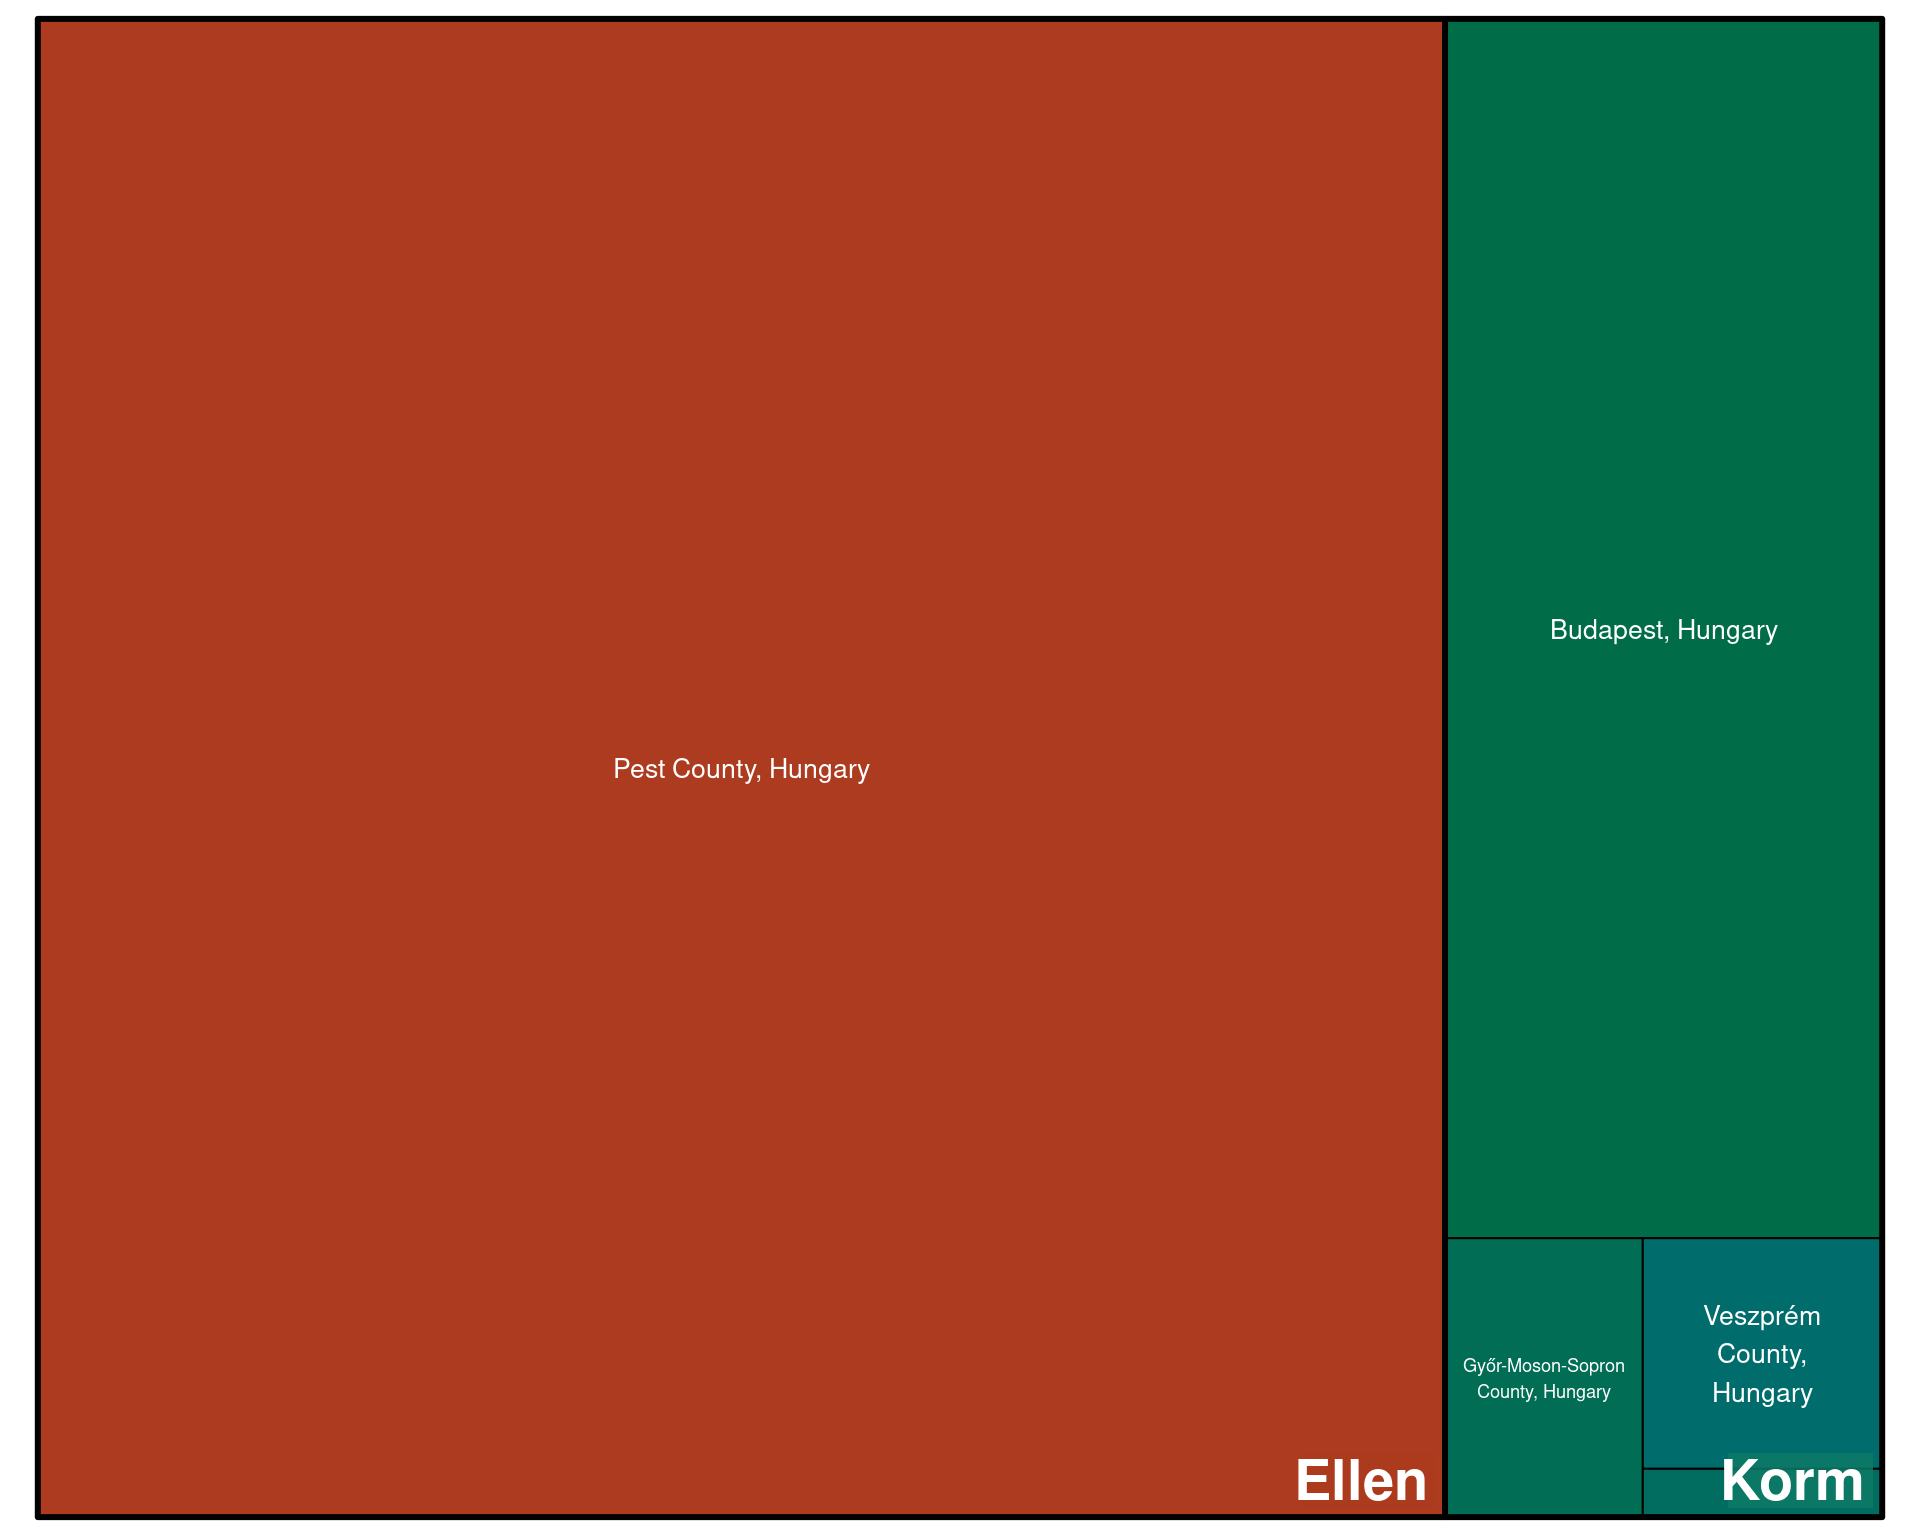 Pest County, Hungary
Ellen
Budapest, Hungary
Győr-Moson-Sopron
County, Hungary
Veszprém
County,
Hungary
Korm